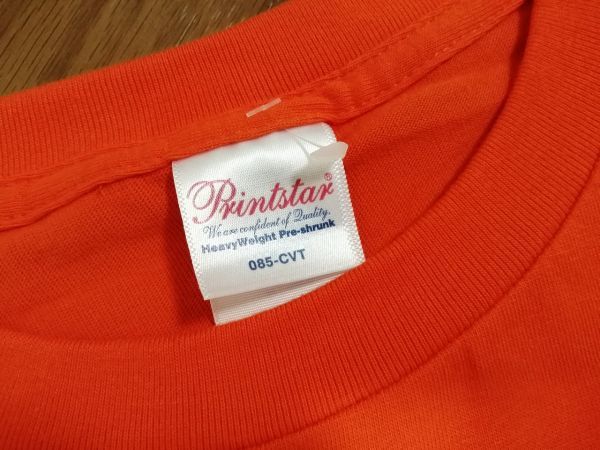 Printstar®
We are confident of Quality.
HeavyWeight Pre-shrunk
085-CVT